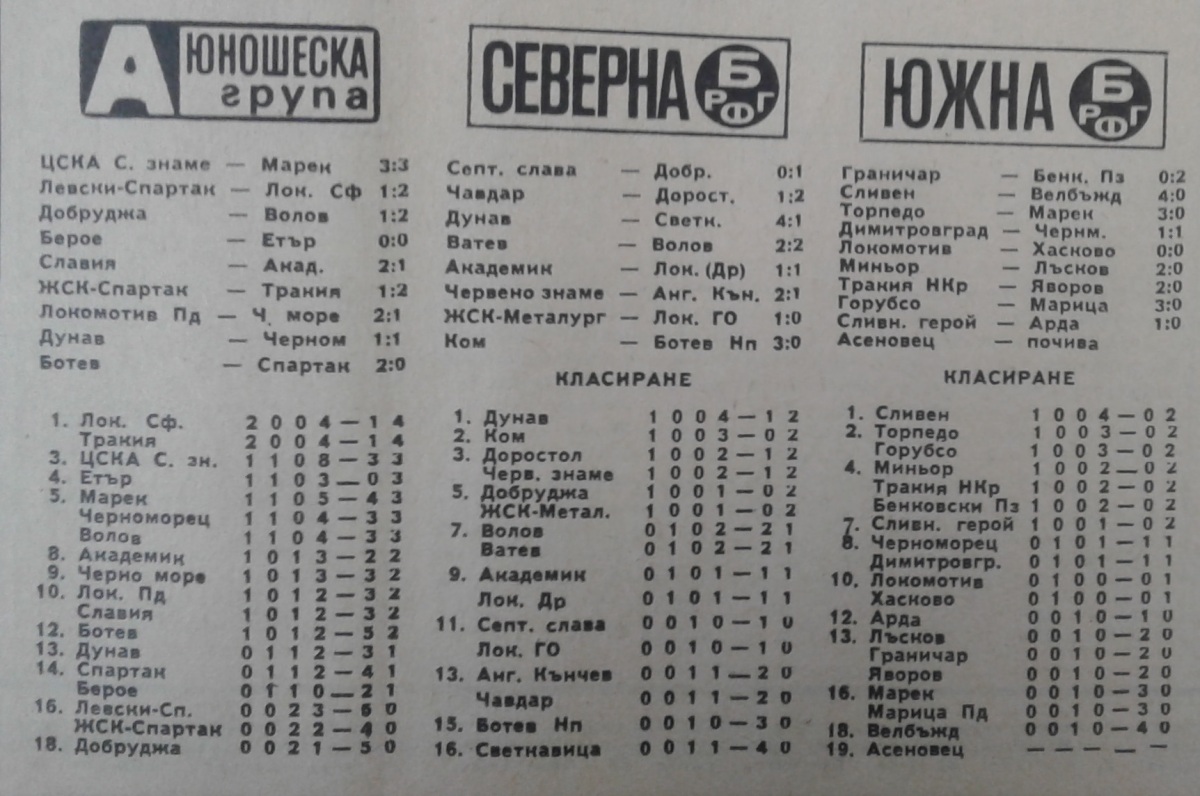 А ЮНОШЕСКА
група
ЦСКА С. знаме — Марек 3:3
Левски-Спартак — Лок. Сф 1:2
Добруджа — Волов 1:2
Берое — Етър 0:0
Славия — Акад. 2:1
ЖСК-Спартак — Тракия 1:2
Локомотив Пд — Ч. море 2:1
Дунав — Черном 1:1
Ботев — Спартак 2:0
1. Лок. Сф. 2 0 0 4—1 4
Тракия 2 0 0 4—1 4
3. ЦСКА С. зн. 1 1 0 8—3 3
4. Етър 1 1 0 3—0 3
5. Марек 1 1 0 5—4 3
Черноморец 1 1 0 4—3 3
Волов 1 1 0 4—3 3
8. Академик 1 0 1 3—2 2
9. Черно море 1 0 1 3—3 2
10. Лок. Пд 1 0 1 2—3 2
Славия 1 0 1 2—3 2
12. Ботев 1 0 1 2—5 2
13. Дунав 0 1 1 2—3 1
14. Спартак 0 1 1 2—4 1
Берое 0 1 1 0—2 1
16. Левски-Сп. 0 0 2 3—6 0
ЖСК-Спартак 0 0 2 2—4 0
18. Добруджа 0 0 2 1—5 0
СЕВЕРНА Б РФГ
Септ. слава — Добр. 0:1
Чавдар — Дорост. 1:2
Дунав — Светк. 4:1
Ватев — Волов 2:2
Академик — Лок. (Др) 1:1
Червено знаме — Анг. Кън. 2:1
ЖСК-Металург — Лок. ГО 1:0
Ком — Ботев Нп 3:0
КЛАСИРАНЕ
1. Дунав 1 0 0 4—1 2
2. Ком 1 0 0 3—0 2
3. Доростол 1 0 0 2—1 2
Черв. знаме 1 0 0 2—1 2
5. Добруджа 1 0 0 1—0 2
ЖСК-Метал. 1 0 0 1—0 2
7. Волов 0 1 0 2—2 1
Ватев 0 1 0 2—2 1
9. Академик 0 1 0 1—1 1
Лок. Др 0 1 0 1—1 1
11. Септ. слава 0 0 1 0—1 0
Лок. ГО 0 0 1 0—1 0
13. Анг. Кънчев 0 0 1 1—2 0
Чавдар 0 0 1 1—2 0
15. Ботев Нп 0 0 1 0—3 0
16. Светкавица 0 0 1 1—4 0
ЮЖНА Б РФГ
Граничар — Бенк. Пз 0:2
Сливен — Велбъжд 4:0
Торпедо — Марек 3:0
Димитровград — Чернм. 1:1
Локомотив — Хасково 0:0
Миньор — Лъсков 2:0
Тракия НКр — Яворов 2:0
Горубсо — Марица 3:0
Сливн. герой — Арда 1:0
Асеновец — почива
КЛАСИРАНЕ
1. Сливен 1 0 0 4—0 2
2. Торпедо 1 0 0 3—0 2
Горубсо 1 0 0 3—0 2
4. Миньор 1 0 0 2—0 2
Тракия НКр 1 0 0 2—0 2
Бенковски Пз 1 0 0 2—0 2
7. Сливн. герой 1 0 0 1—0 2
8. Черноморец 0 1 0 1—1 1
Димитровгр. 0 1 0 1—1 1
10. Локомотив 0 1 0 0—0 1
Хасково 0 1 0 0—0 1
12. Арда 0 0 1 0—1 0
13. Лъсков 0 0 1 0—2 0
Граничар 0 0 1 0—2 0
Яворов 0 0 1 0—2 0
16. Марек 0 0 1 0—3 0
Марица Пд 0 0 1 0—3 0
18. Велбъжд 0 0 1 0—4 0
19. Асеновец — — — — —